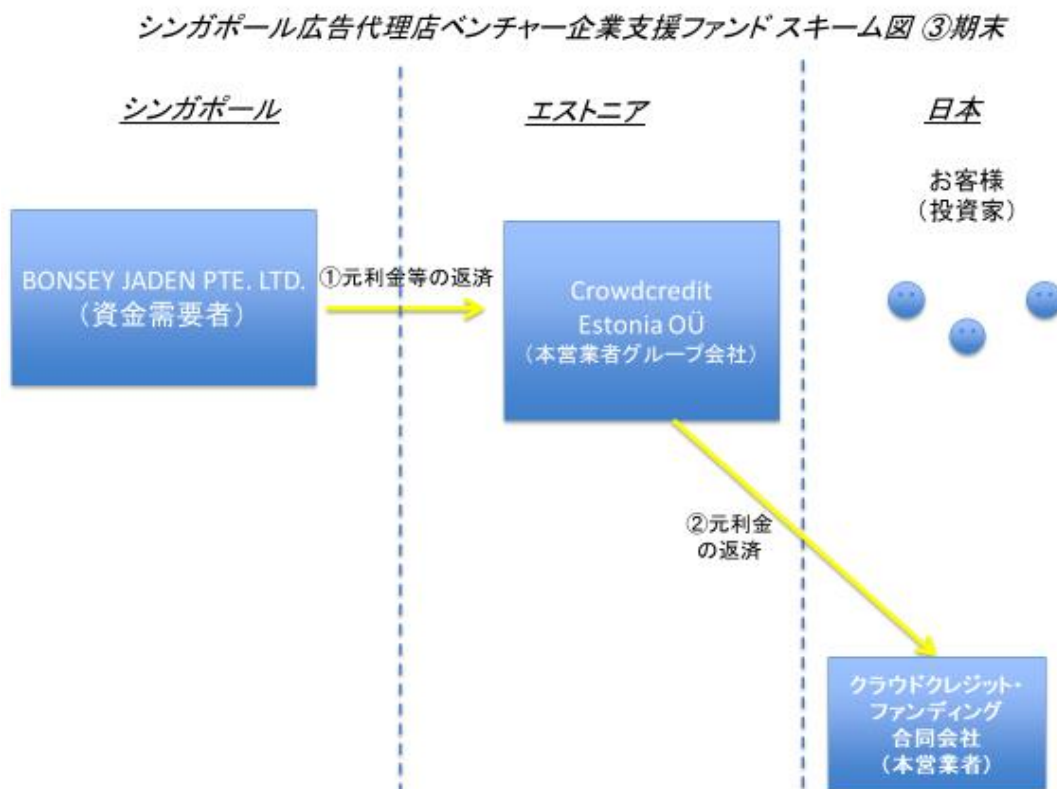 シンガポール広告代理店ベンチャー企業支援ファンド スキーム図 ③期末
シンガポール
エストニア
日本
お客様
（投資家）
BONSEY JADEN PTE. LTD.
（資金需要者）
①元利金等の返済
Crowdcredit
Estonia OÜ
（本営業者グループ会社）
②元利金
の返済
クラウドクレジット・
ファンディング
合同会社
（本営業者）